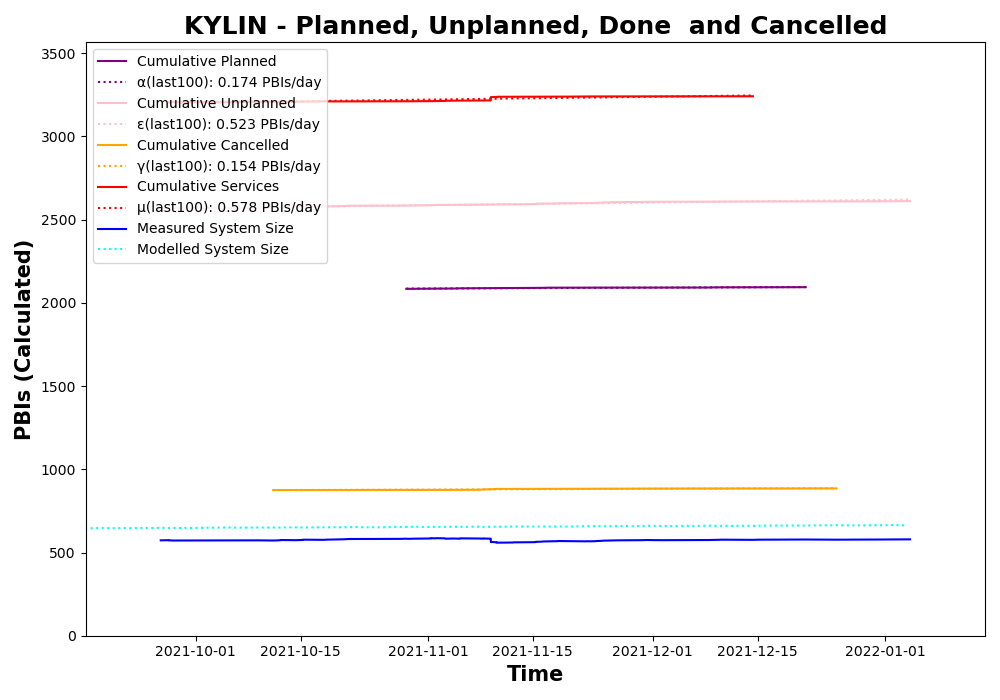 KYLIN - Planned, Unplanned, Done  and Cancelled
PBIs (Calculated)
3500
3000
2500
2000
1500
1000
500
0
Cumulative Planned
α(last100): 0.174 PBIs/day
Cumulative Unplanned
ε(last100): 0.523 PBIs/day
Cumulative Cancelled
γ(last100): 0.154 PBIs/day
Cumulative Services
μ(last100): 0.578 PBIs/day
Measured System Size
Modelled System Size
2021-10-01 2021-10-15 2021-11-01 2021-11-15 2021-12-01 2021-12-15 2022-01-01
Time